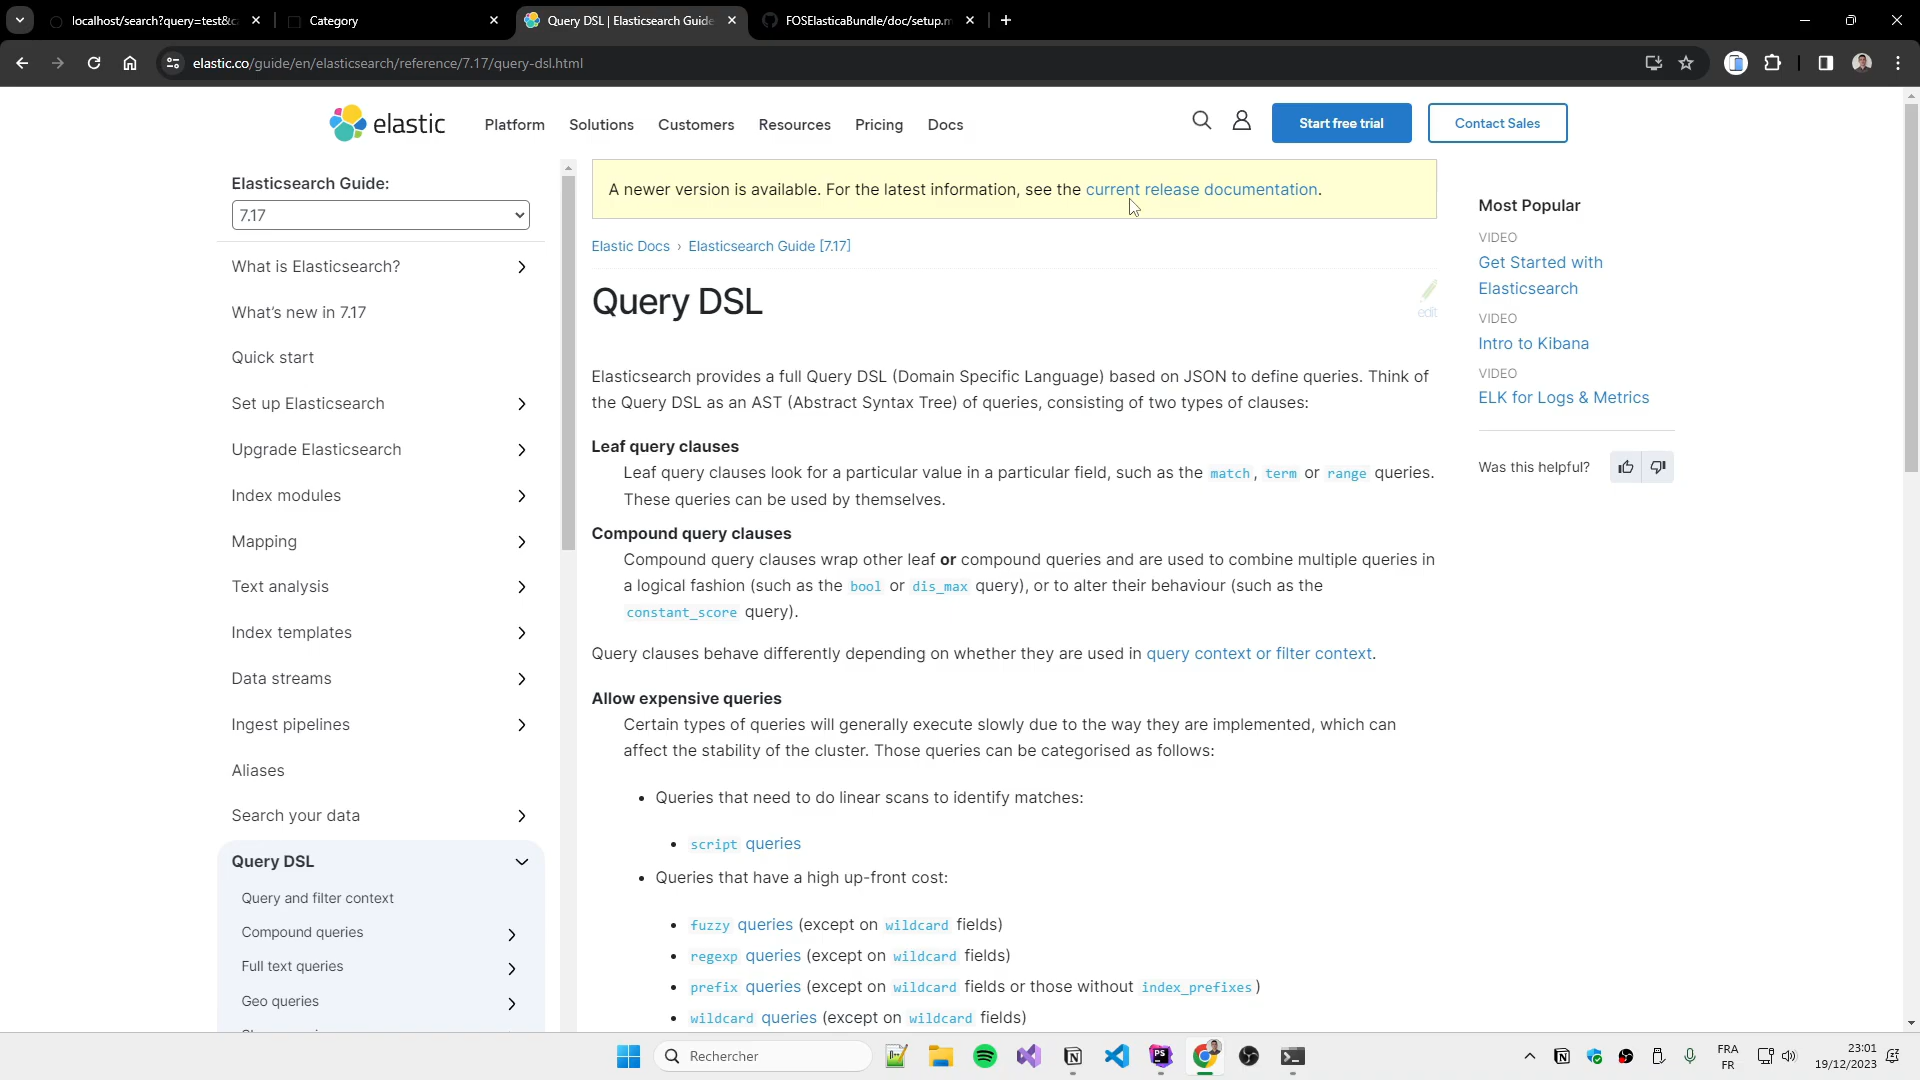 localhost/search?query=test&c
Category
Query DSL | Elasticsearch Guide
FOSElasticaBundle/doc/setup.m
elastic.co/guide/en/elasticsearch/reference/7.17/query-dsl.html
elastic
Platform
Solutions
Customers
Resources
Pricing
Docs
Start free trial
Contact Sales
Elasticsearch Guide:
7.17
What is Elasticsearch?
What's new in 7.17
Quick start
Set up Elasticsearch
Upgrade Elasticsearch
Index modules
Mapping
Text analysis
Index templates
Data streams
Ingest pipelines
Aliases
Search your data
Query DSL
Query and filter context
Compound queries
Full text queries
Geo queries
A newer version is available. For the latest information, see the current release documentation.
Elastic Docs › Elasticsearch Guide [7.17]
Query DSL
edit
Elasticsearch provides a full Query DSL (Domain Specific Language) based on JSON to define queries. Think of
the Query DSL as an AST (Abstract Syntax Tree) of queries, consisting of two types of clauses:
Leaf query clauses
Leaf query clauses look for a particular value in a particular field, such as the match, term or range queries.
These queries can be used by themselves.
Compound query clauses
Compound query clauses wrap other leaf or compound queries and are used to combine multiple queries in
a logical fashion (such as the bool or dis_max query), or to alter their behaviour (such as the
constant_score query).
Query clauses behave differently depending on whether they are used in query context or filter context.
Allow expensive queries
Certain types of queries will generally execute slowly due to the way they are implemented, which can
affect the stability of the cluster. Those queries can be categorised as follows:
• Queries that need to do linear scans to identify matches:
• script queries
• Queries that have a high up-front cost:
• fuzzy queries (except on wildcard fields)
• regexp queries (except on wildcard fields)
• prefix queries (except on wildcard fields or those without index_prefixes)
• wildcard queries (except on wildcard fields)
Most Popular
VIDEO
Get Started with
Elasticsearch
VIDEO
Intro to Kibana
VIDEO
ELK for Logs & Metrics
Was this helpful?
Rechercher
PS
FRA
FR
23:01
19/12/2023